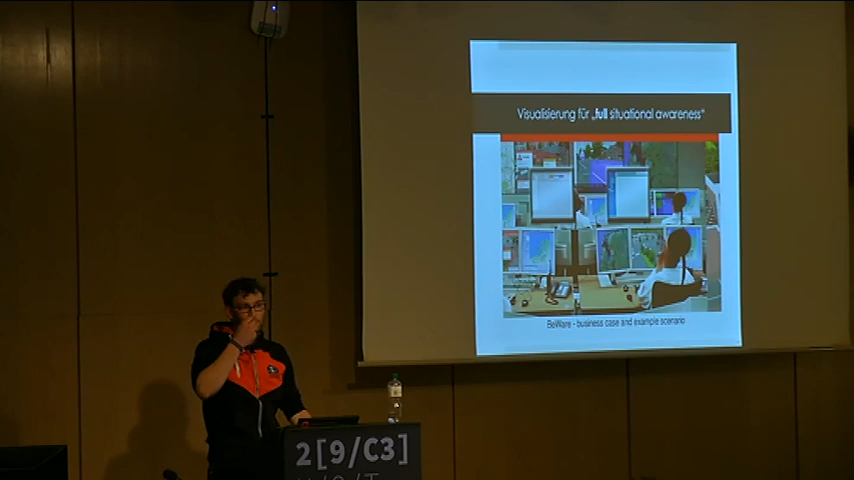 Visualisierung für „full situational awareness“
BeWare - business case and example scenario
2[9/C3]